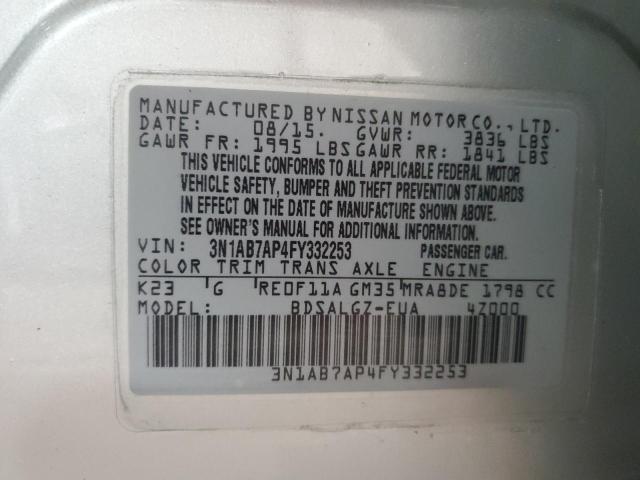 MANUFACTURED BY NISSAN MOTOR CO., LTD.
DATE: 08/15. GVWR: 3836 LBS
GAWR FR: 1995 LBS GAWR RR: 1841 LBS
THIS VEHICLE CONFORMS TO ALL APPLICABLE FEDERAL MOTOR
VEHICLE SAFETY, BUMPER AND THEFT PREVENTION STANDARDS
IN EFFECT ON THE DATE OF MANUFACTURE SHOWN ABOVE.
SEE OWNER'S MANUAL FOR ADDITIONAL INFORMATION.
VIN: 3N1AB7AP4FY332253 PASSENGER CAR.
COLOR TRIM TRANS AXLE ENGINE
K23 G RE0F11A GM35 MRA8DE 1798 CC
MODEL: BDSALGZ-EUA 4Z000
3N1AB7AP4FY332253